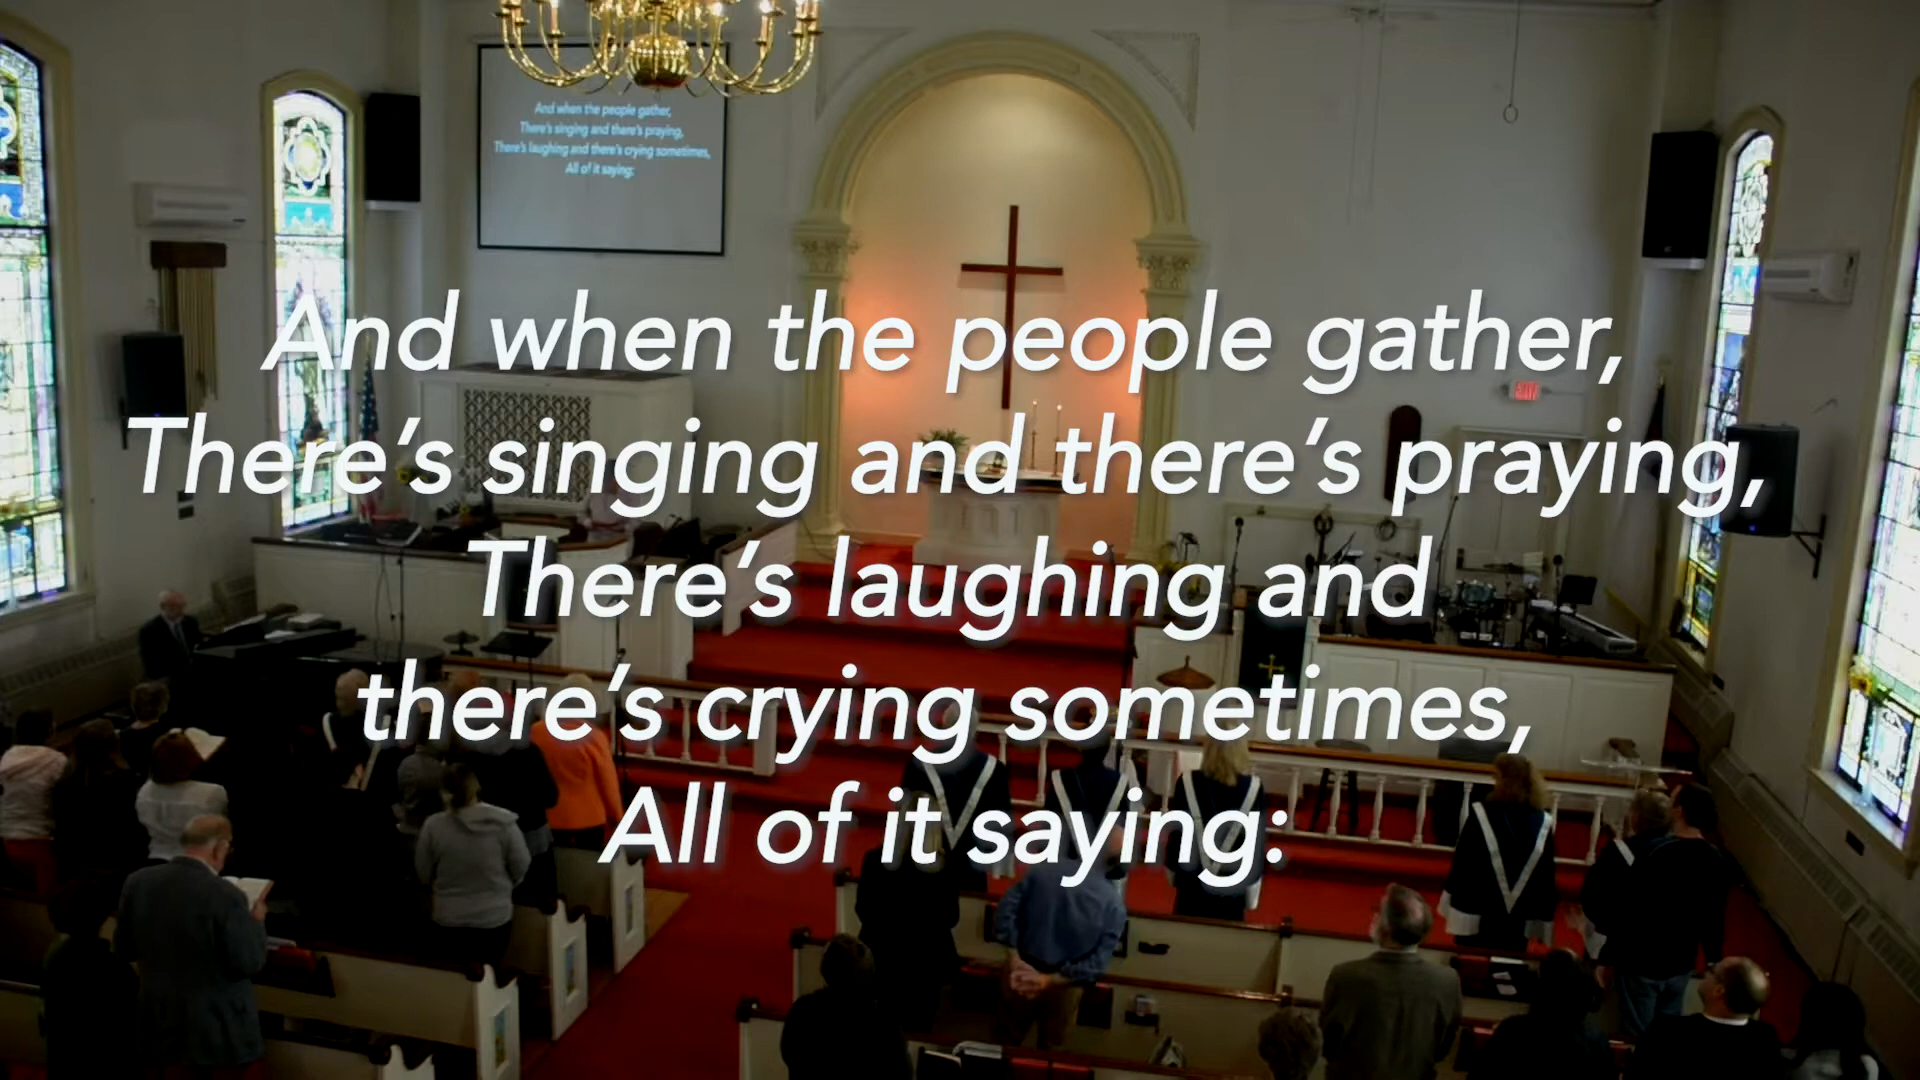 And when the people gather,
There's singing and there's praying,
There's laughing and there's crying sometimes,
All of it saying:
And when the people gather,
There's singing and there's praying,
There's laughing and
there's crying sometimes,
All of it saying:
EXIT